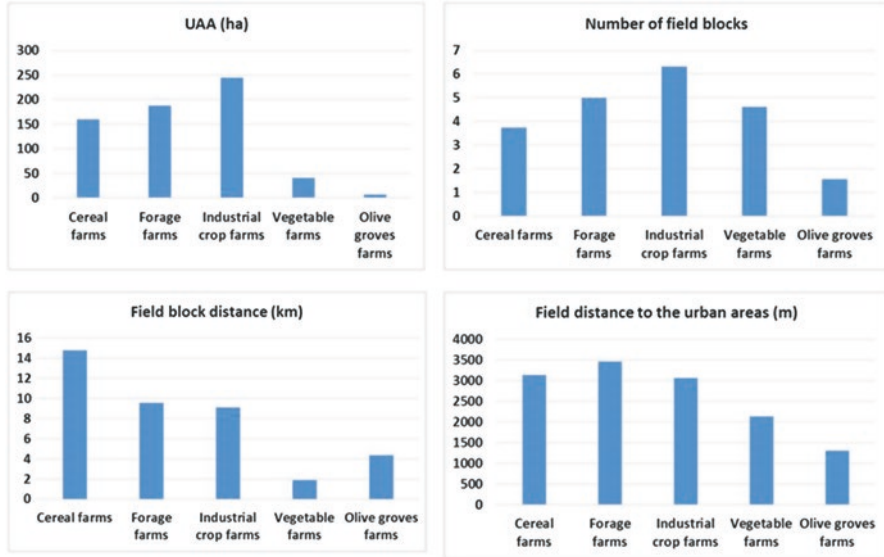 UAA (ha)
300
250
200
150
100
50
0
Cereal farms
Forage farms
Industrial crop farms
Vegetable farms
Olive groves farms
Number of field blocks
7
6
5
4
3
2
1
0
Cereal farms
Forage farms
Industrial crop farms
Vegetable farms
Olive groves farms
Field block distance (km)
16
14
12
10
8
6
4
2
0
Cereal farms
Forage farms
Industrial crop farms
Vegetable farms
Olive groves farms
Field distance to the urban areas (m)
4000
3500
3000
2500
2000
1500
1000
500
0
Cereal farms
Forage farms
Industrial crop farms
Vegetable farms
Olive groves farms